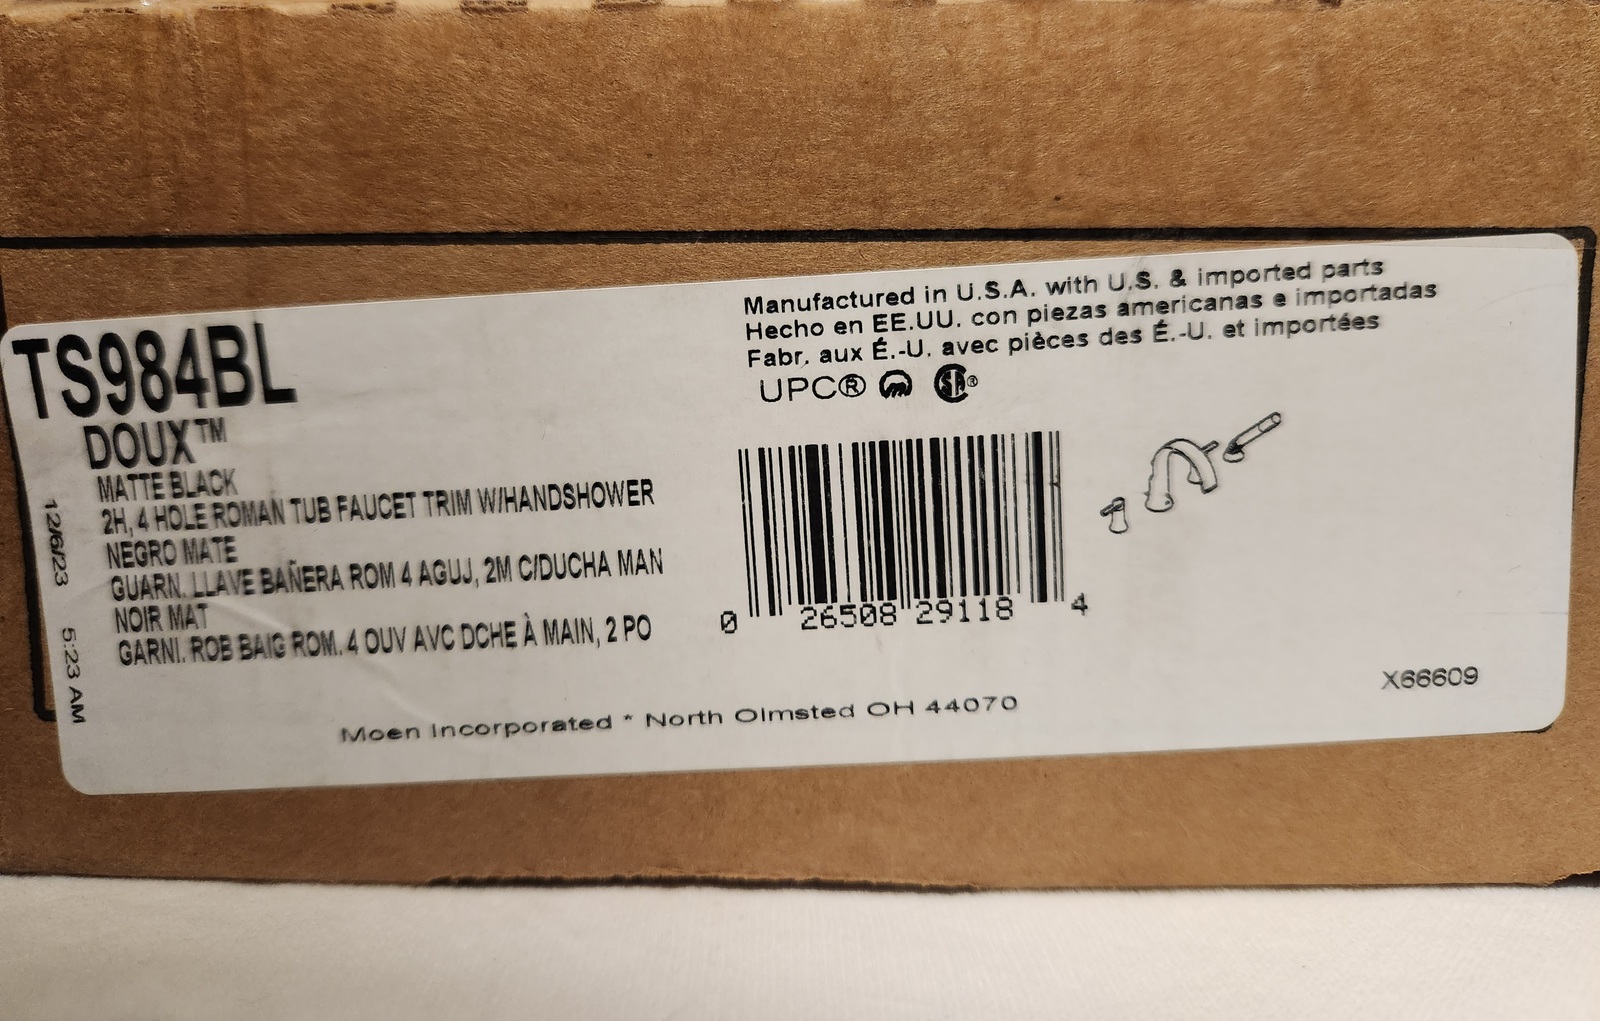 TS984BL
DOUX™
MATTE BLACK
2H, 4 HOLE ROMAN TUB FAUCET TRIM W/HANDSHOWER
NEGRO MATE
GUARN. LLAVE BAÑERA ROM 4 AGUJ, 2M C/DUCHA MAN
NOIR MAT
GARNI. ROB BAIG ROM. 4 OUV AVC DCHE À MAIN, 2 PO
12/6/23 5:23 AM
Manufactured in U.S.A. with U.S. & imported parts
Hecho en EE.UU. con piezas americanas e importadas
Fabr. aux É.-U. avec pièces des É.-U. et importées
UPC® SA®
0 26508 29118 4
X66609
Moen Incorporated * North Olmsted OH 44070